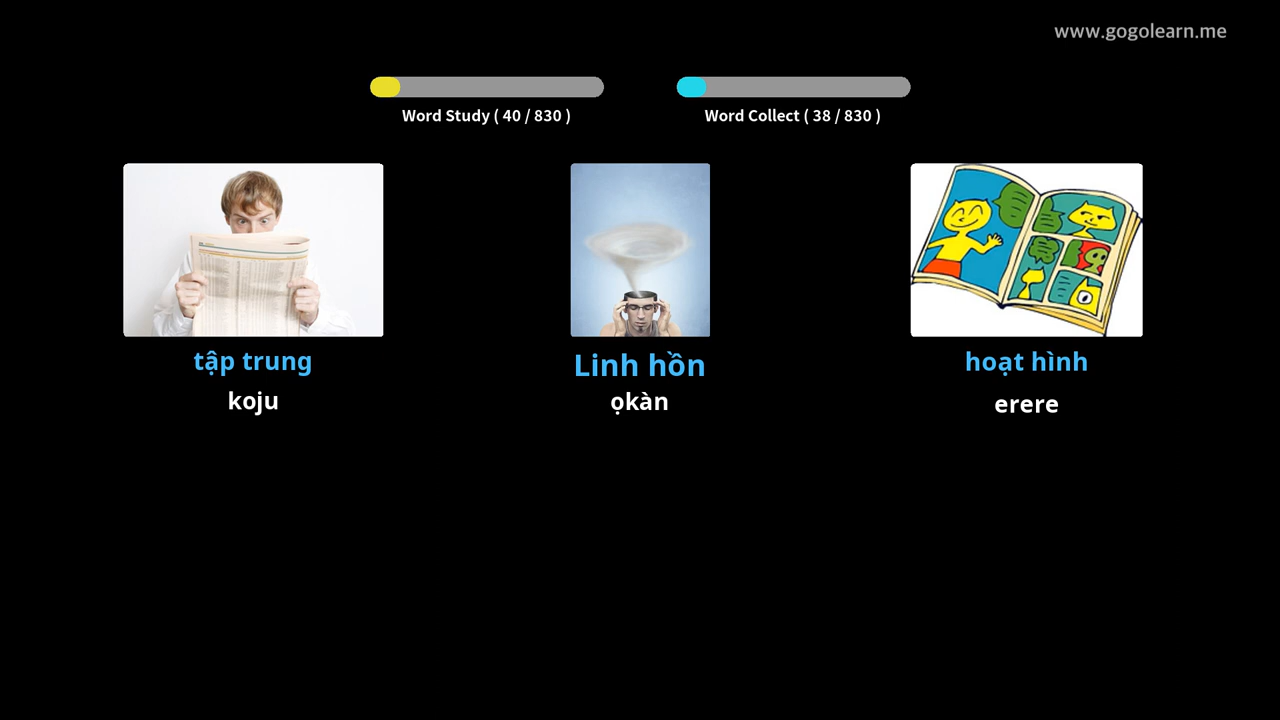 www.gogolearn.me
Word Study ( 40 / 830 )
Word Collect ( 38 / 830 )
tập trung
koju
Linh hồn
ọkàn
hoạt hình
erere